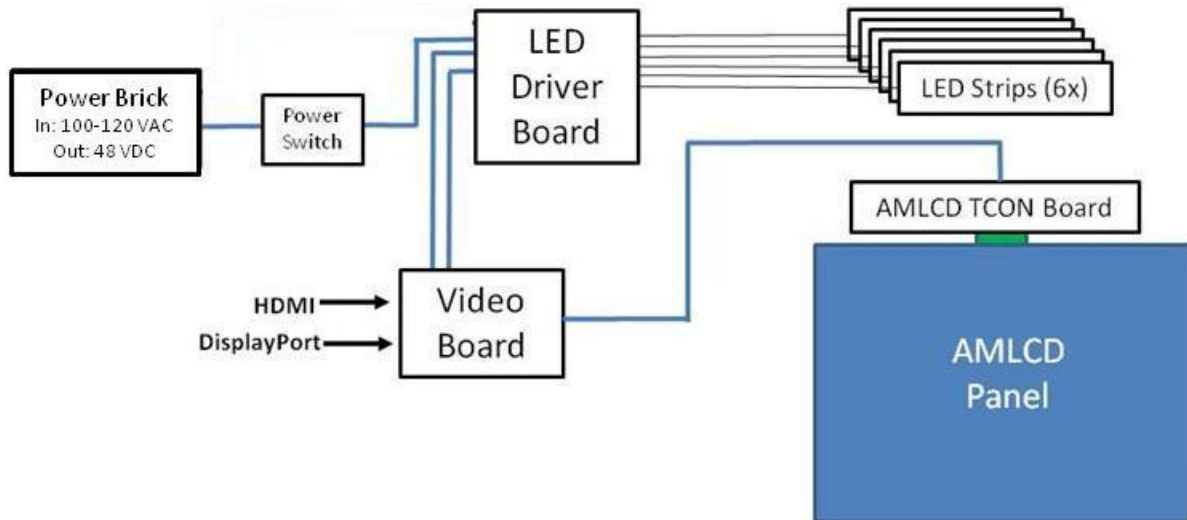 Power Brick
In: 100-120 VAC
Out: 48 VDC
Power
Switch
LED
Driver
Board
LED Strips (6x)
AMLCD TCON Board
HDMI
DisplayPort
Video
Board
AMLCD
Panel